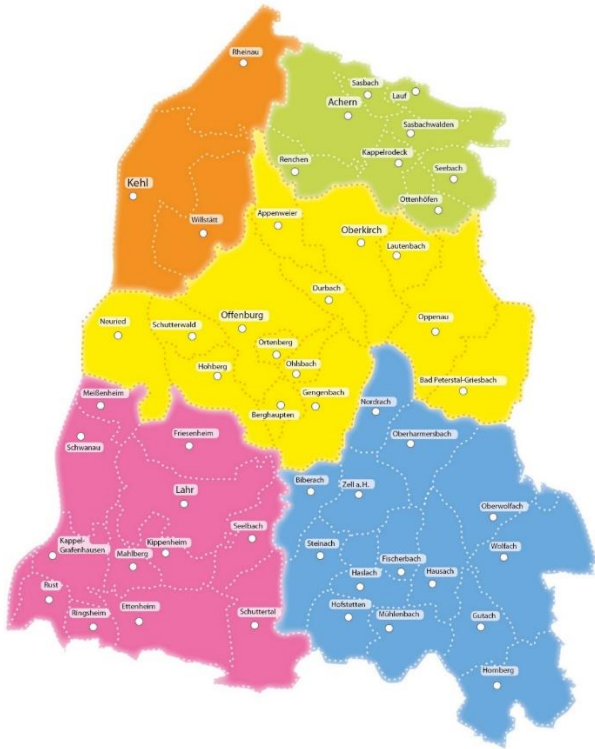 Rheinau
Sasbach
Lauf
Achern
Sasbachwalden
Kappelrodeck
Renchen
Seebach
Kehl
Ottenhöfen
Willstätt
Appenweier
Oberkirch
Lautenbach
Durbach
Offenburg
Oppenau
Neuried
Schutterwald
Ortenberg
Ohlsbach
Hohberg
Bad Peterstal-Griesbach
Meißenheim
Gengenbach
Nordrach
Berghaupten
Friesenheim
Oberharmersbach
Schwanau
Biberach
Zell a.H.
Lahr
Oberwolfach
Seelbach
Kappel-
Grafenhausen
Kippenheim
Mahlberg
Steinach
Wolfach
Fischerbach
Haslach
Hausach
Rust
Ringsheim
Ettenheim
Schuttertal
Hofstetten
Mühlenbach
Gutach
Hornberg